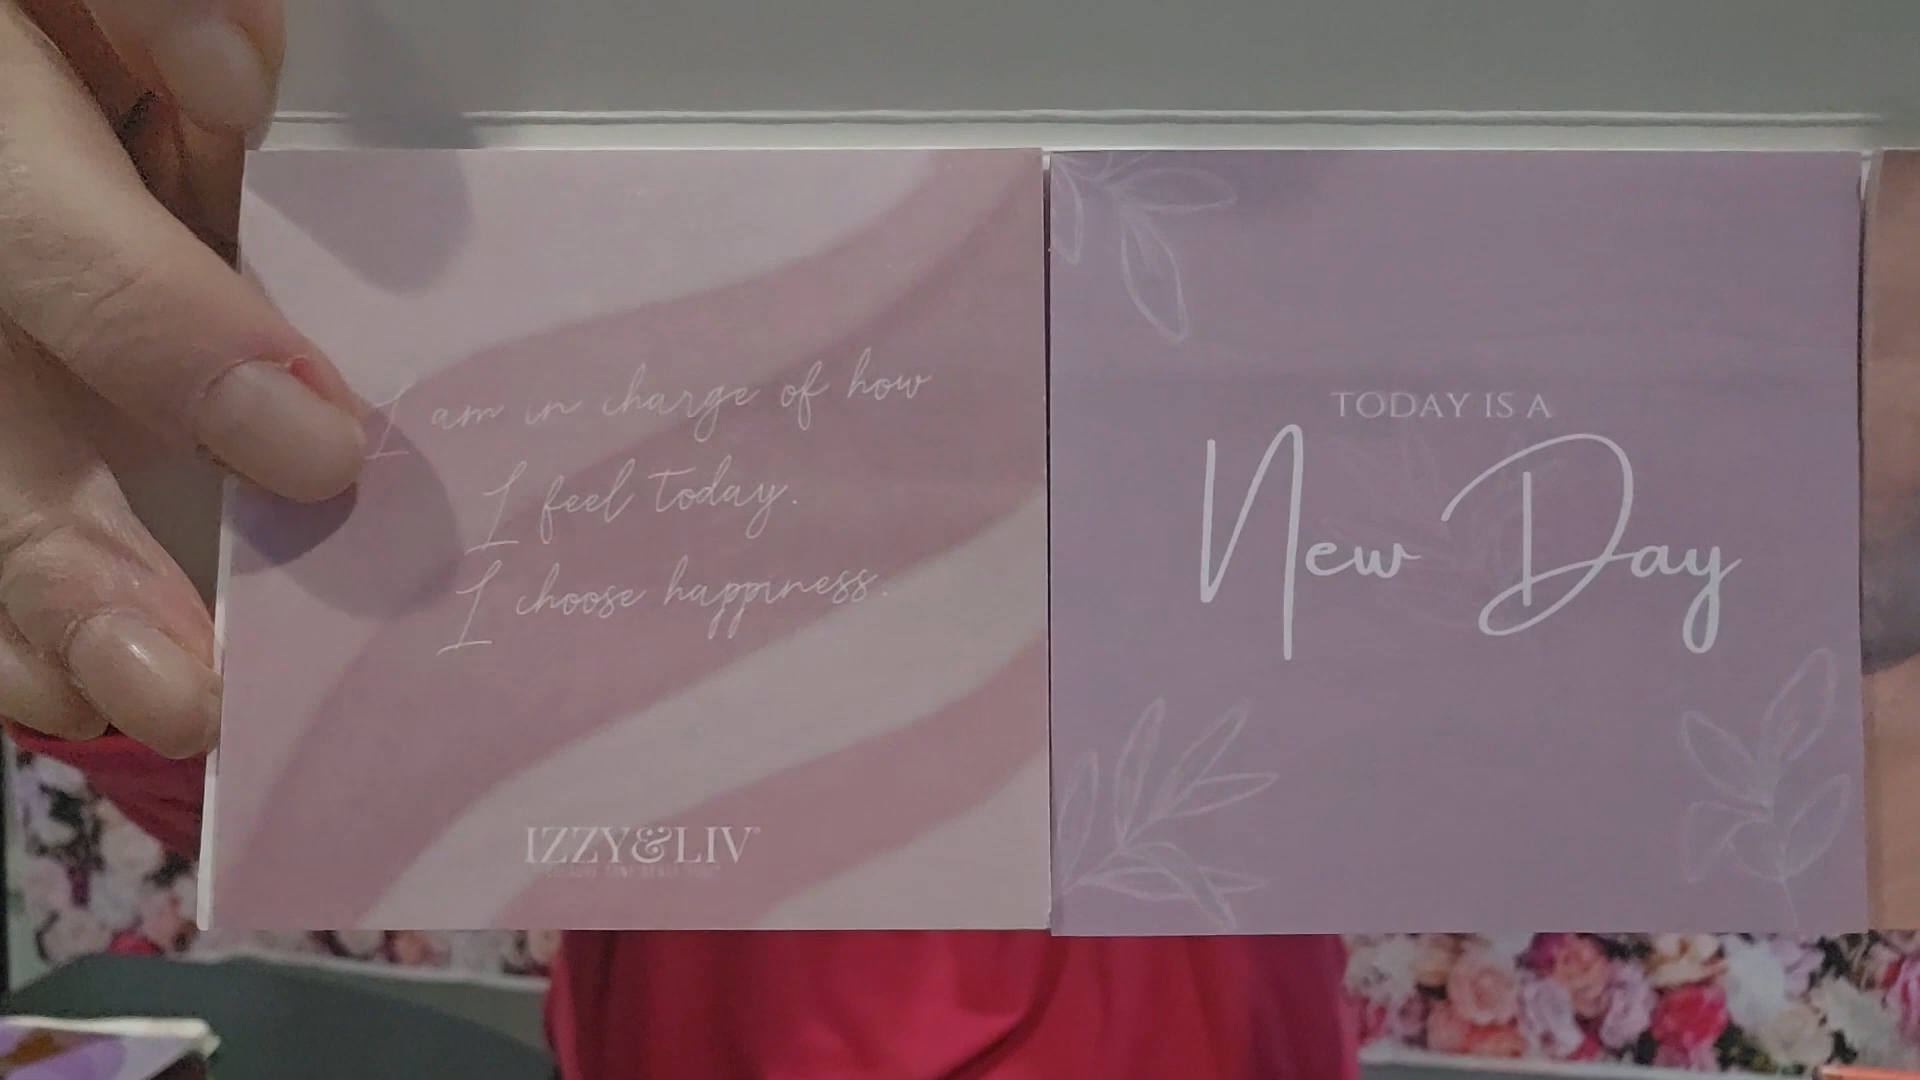 I am in charge of how
I feel today.
I choose happiness.
IZZY&LIV®
TODAY IS A
New Day